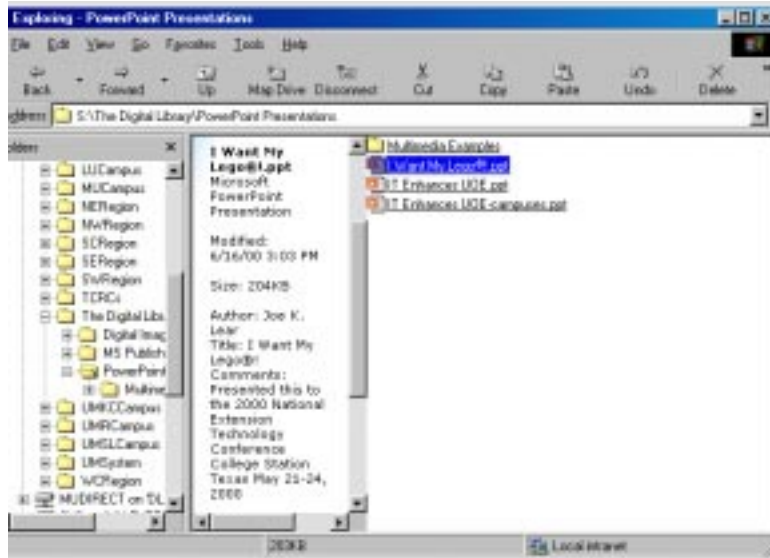 Exploring - PowerPoint Presentations
File Edit View Go Favorites Tools Help
Back Forward Up Map Drive Disconnect Cut Copy Paste Undo Delete
Address S:\The Digital Library\PowerPoint Presentations
olders
LUCampus
MUCampus
NERegion
NWRegion
SCRegion
SERegion
SWRegion
TCRCs
The Digital Libr
Digital Imag
MS Publish
PowerPoint
Multime
UMKCCampus
UMRCampus
UMSLCampus
UMSystem
WCRegion
MUDIRECT on 'DL
I Want My
Lego®!.ppt
Microsoft
PowerPoint
Presentation
Modified:
6/16/00 3:03 PM
Size: 204KB
Author: Joe K.
Lear
Title: I Want My
Lego®!
Comments:
Presented this to
the 2000 National
Extension
Technology
Conference
College Station
Texas May 21-24,
2000
Multimedia Examples
I Want My Lego®!.ppt
IT Enhances UOE.ppt
IT Enhances UOE-campuses.ppt
203KB
Local intranet